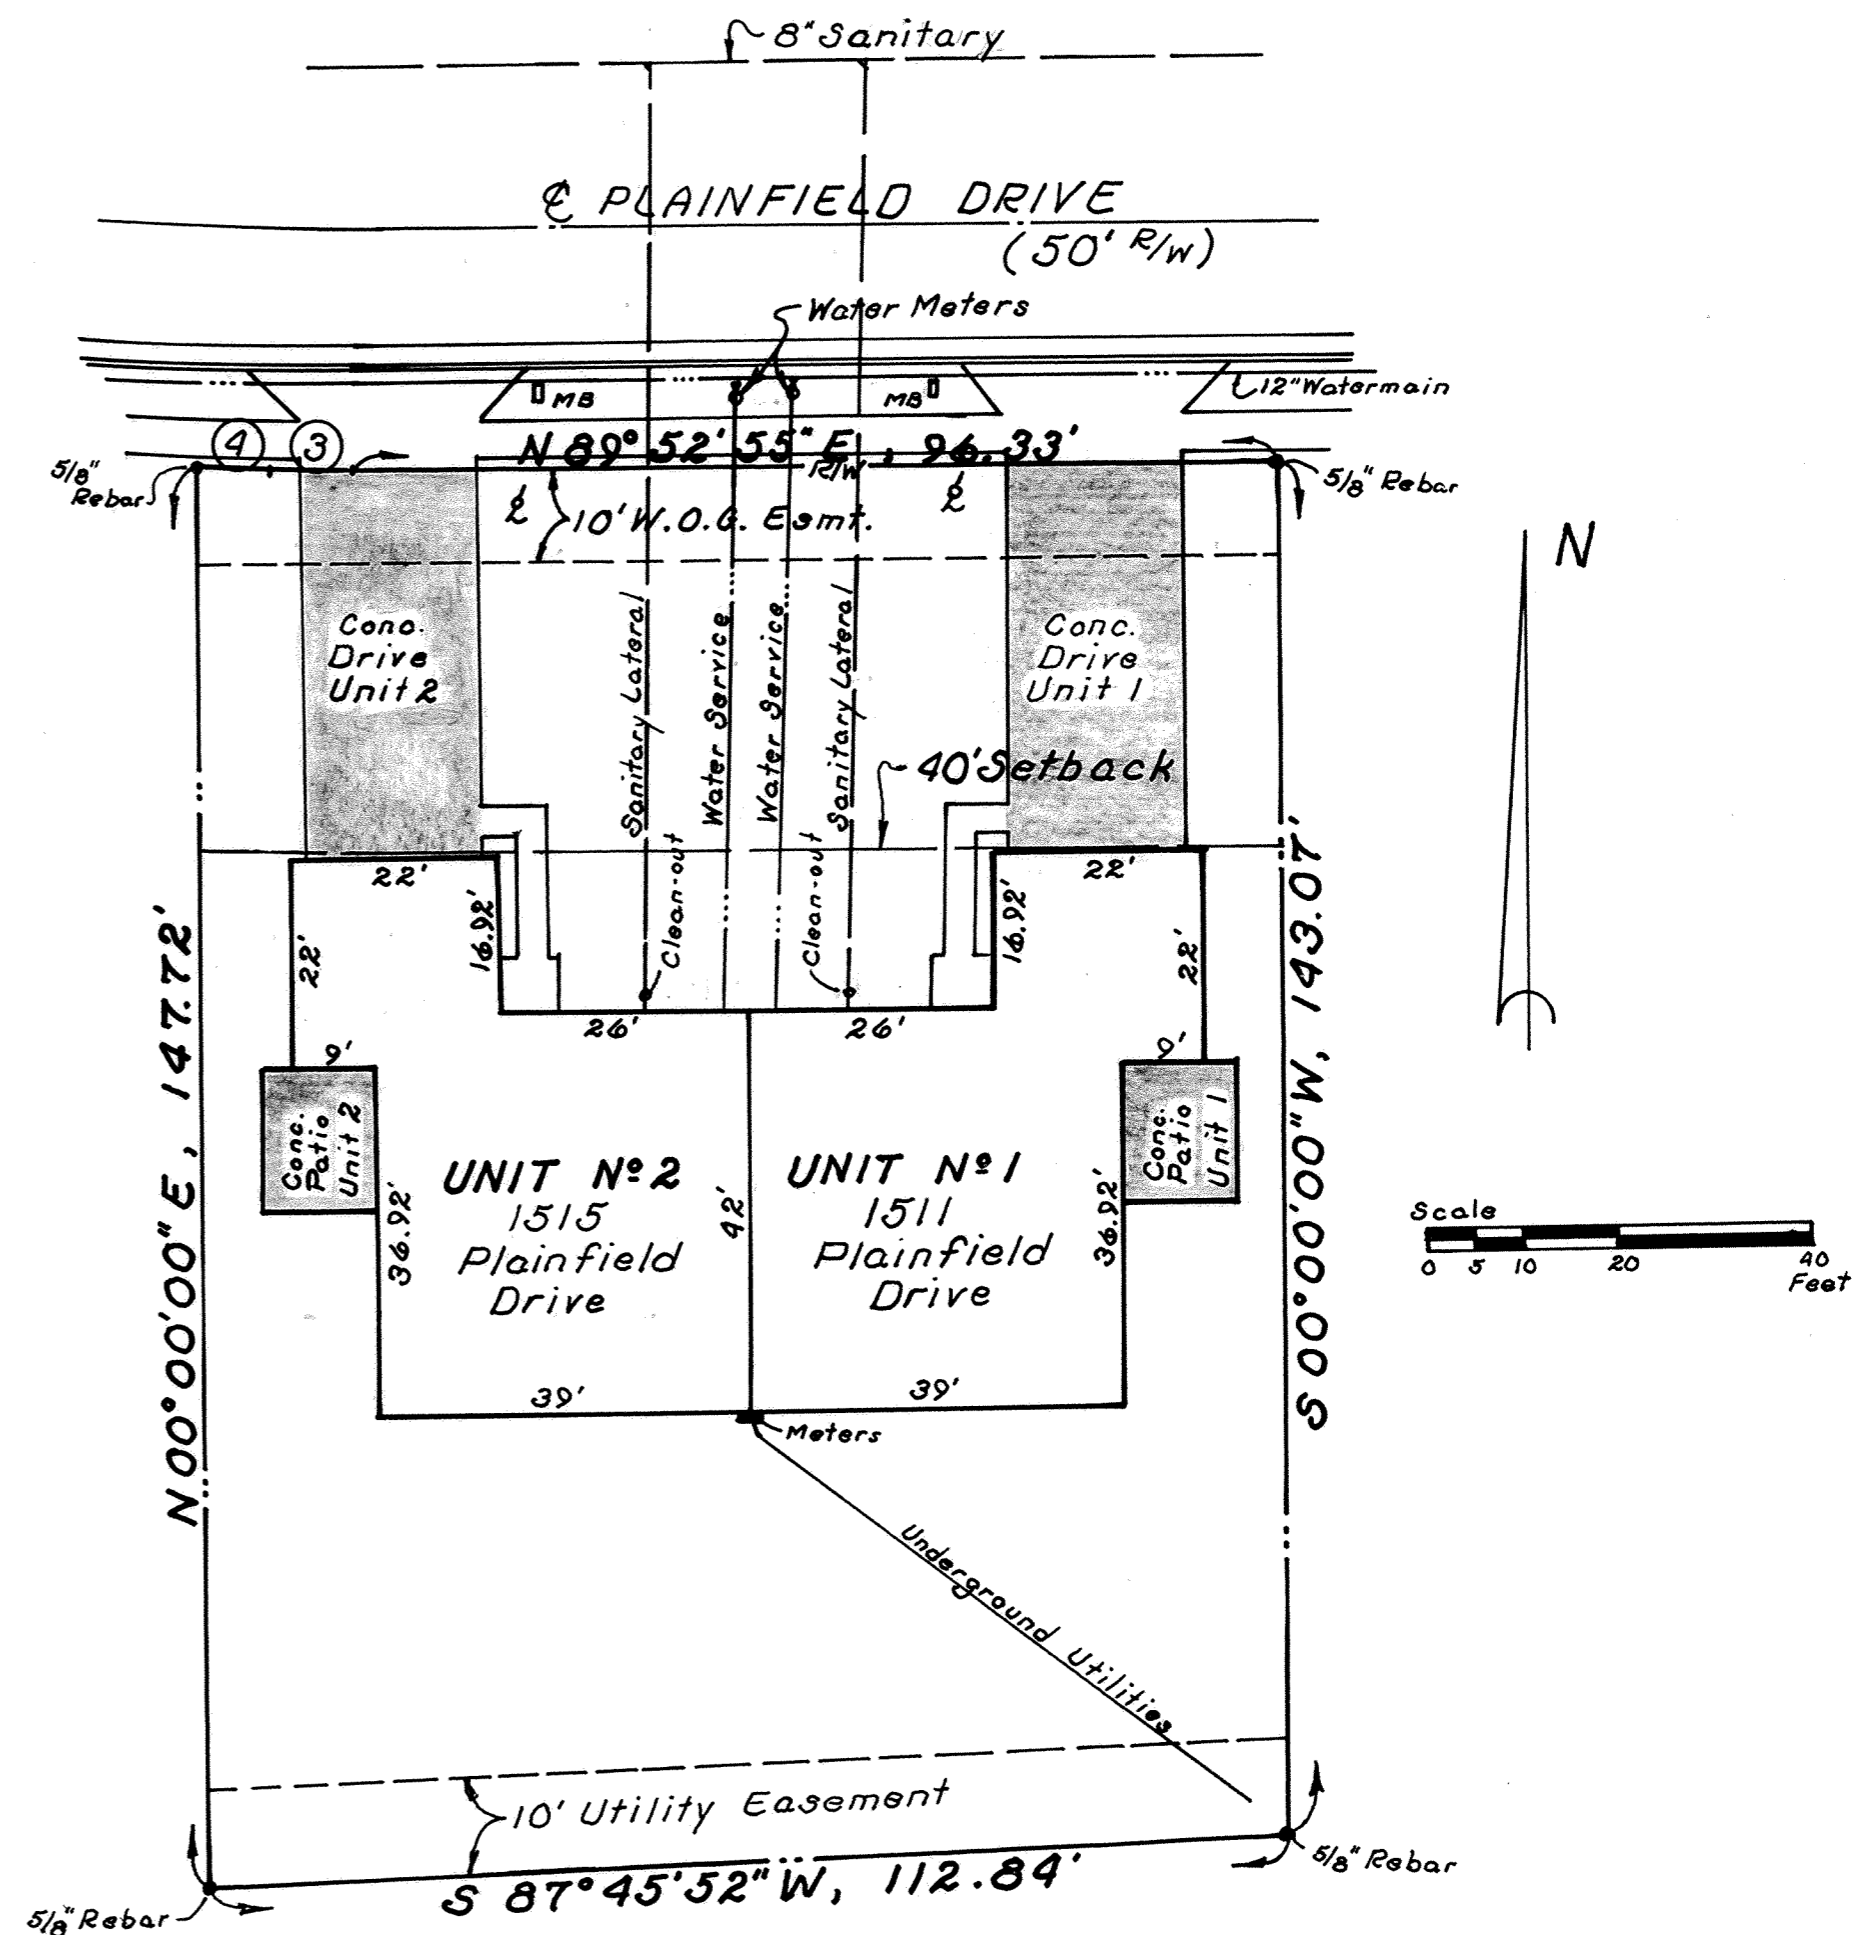 8" Sanitary
℄ PLAINFIELD DRIVE
(50' R/W)
Water Meters
MB
MB
12" Watermain
4
3
N 89° 52' 55" E, 96.33'
R/W
5/8"
Rebar
5/8" Rebar
10' W.O.G. Esmt.
N
Conc.
Drive
Unit 2
Conc.
Drive
Unit 1
Sanitary Lateral
Water Service
Water Service
Sanitary Lateral
40' Setback
Clean-out
Clean-out
22'
22'
22'
16.92'
16.92'
22'
26'
26'
N 00° 00' 00" E, 147.72'
S 00° 00' 00" W, 143.07'
9'
9'
Conc.
Patio
Unit 2
Conc.
Patio
Unit 1
UNIT Nº 2
1515
Plainfield
Drive
UNIT Nº 1
1511
Plainfield
Drive
36.92'
42'
36.92'
Scale
0 5 10 20 40
Feet
39'
39'
Meters
Underground Utilities
10' Utility Easement
S 87° 45' 52" W, 112.84'
5/8" Rebar
5/8" Rebar